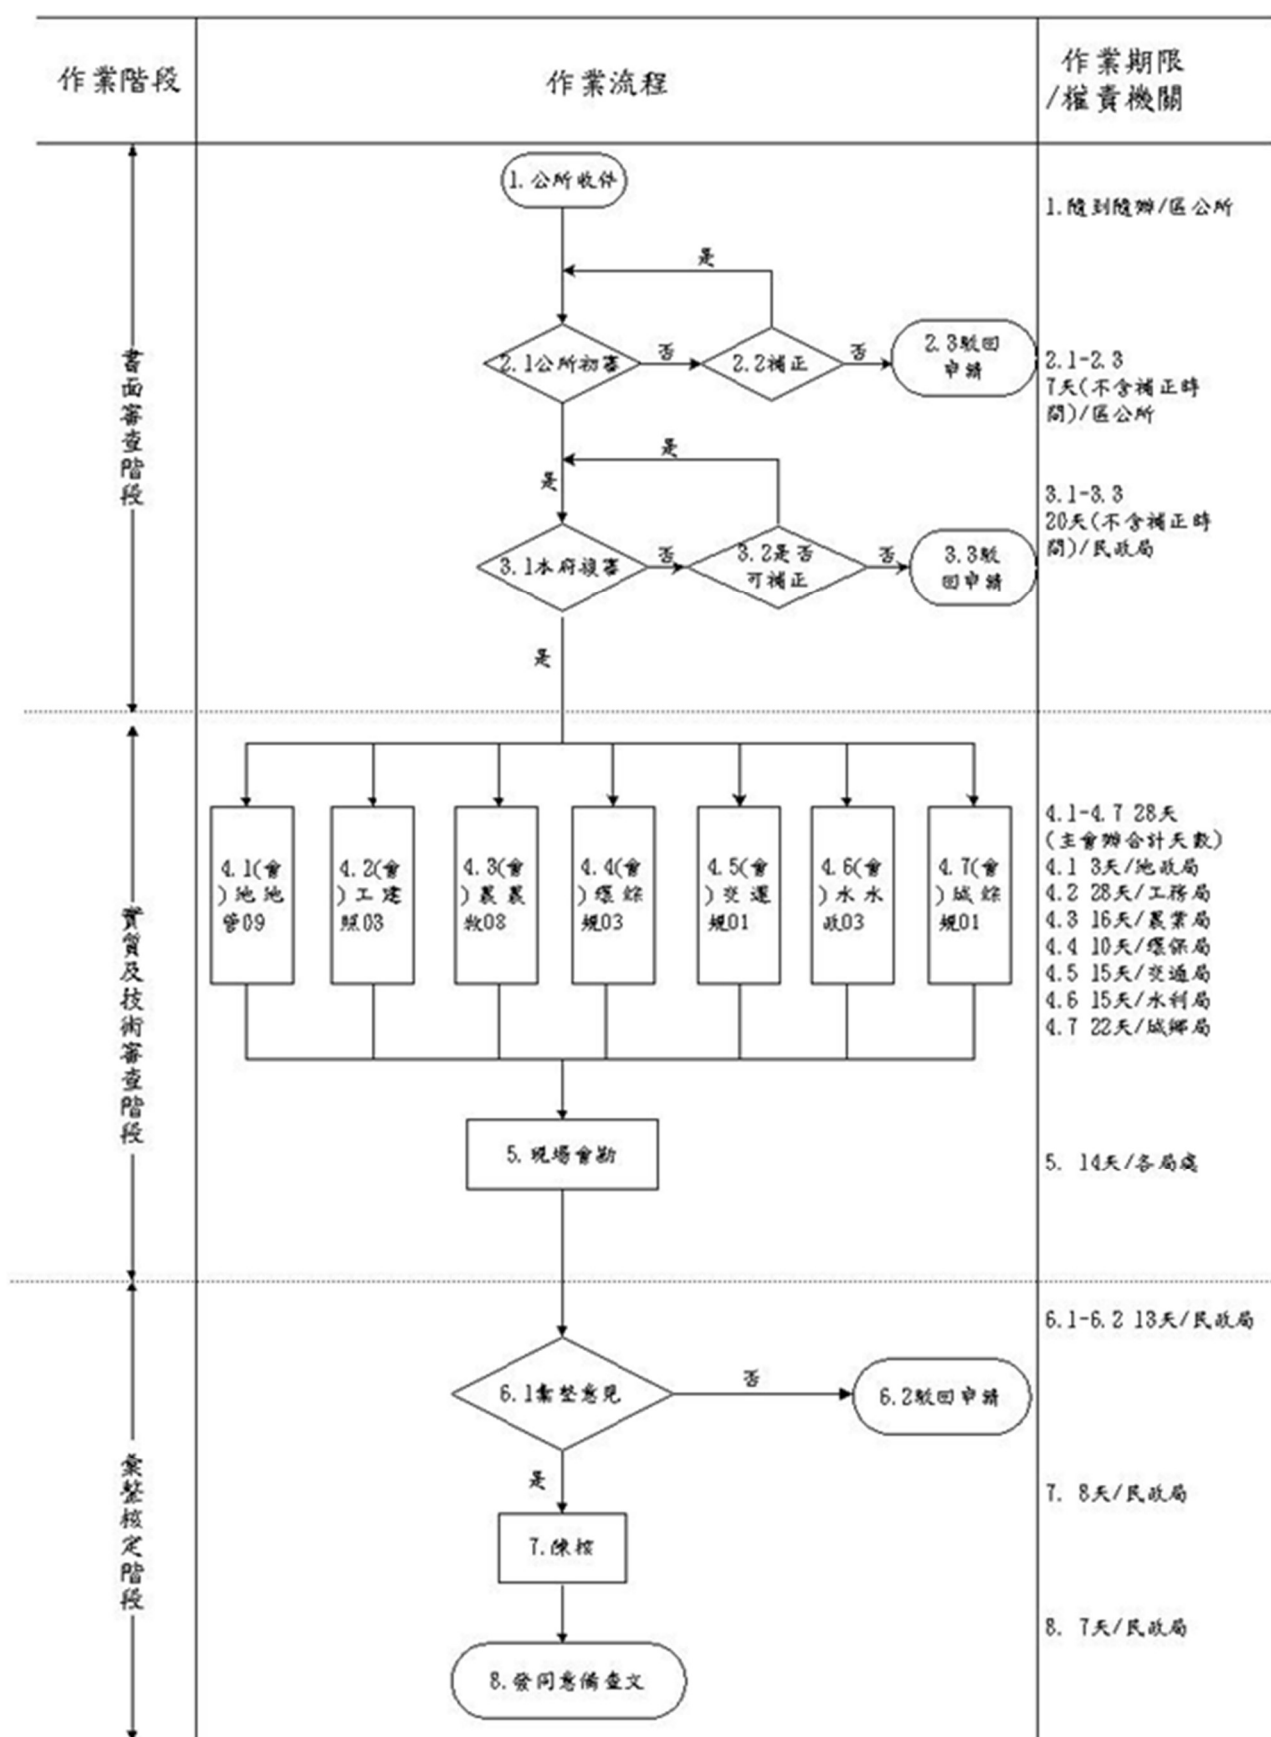 作業階段
作業流程
作業期限
/權責機關
書面審查階段
1.公所收件
1.隨到隨辦/區公所
是
2.1公所初審
否
2.2補正
否
2.3駁回
申請
2.1-2.3
7天(不含補正時
間)/區公所
是
是
3.1本府複審
否
3.2是否
可補正
否
3.3駁
回申請
3.1-3.3
20天(不含補正時
間)/民政局
是
實質及技術審查階段
4.1(會
)地地
管09
4.2(會
)工建
照03
4.3(會
)農農
牧08
4.4(會
)環綜
規03
4.5(會
)交運
規01
4.6(會
)水水
政03
4.7(會
)城綜
規01
4.1-4.7 28天
(主會辦合計天數)
4.1 3天/地政局
4.2 28天/工務局
4.3 16天/農業局
4.4 10天/環保局
4.5 15天/交通局
4.6 15天/水利局
4.7 22天/城鄉局
5.現場會勘
5. 14天/各局處
彙整核定階段
6.1彙整意見
否
6.2駁回申請
6.1-6.2 13天/民政局
是
7.陳核
7. 8天/民政局
8.發同意備查文
8. 7天/民政局